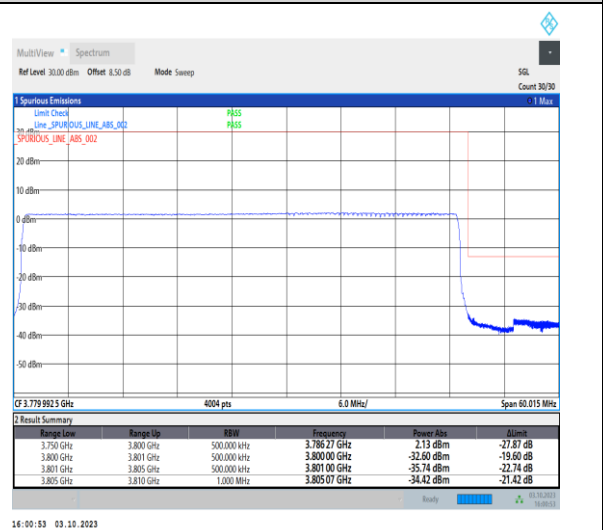 MultiView Spectrum
Ref Level 30.00 dBm Offset 8.50 dB Mode Sweep SGL
Count 30/30
1 Spurious Emissions 1 Max
Limit Check PASS
Line _SPURIOUS_LINE_ABS_002 PASS
_SPURIOUS_LINE_ABS_002
20 dBm
10 dBm
0 dBm
-10 dBm
-20 dBm
-30 dBm
-40 dBm
-50 dBm
CF 3.779 992 5 GHz 4004 pts 6.0 MHz/ Span 60.015 MHz
2 Result Summary
Range Low Range Up RBW Frequency Power Abs ΔLimit
3.750 GHz 3.800 GHz 500.000 kHz 3.786 27 GHz 2.13 dBm -27.87 dB
3.800 GHz 3.801 GHz 500.000 kHz 3.800 00 GHz -32.60 dBm -19.60 dB
3.801 GHz 3.805 GHz 500.000 kHz 3.801 00 GHz -35.74 dBm -22.74 dB
3.805 GHz 3.810 GHz 1.000 MHz 3.805 07 GHz -34.42 dBm -21.42 dB
Ready 03.10.2023
16:00:53
16:00:53 03.10.2023